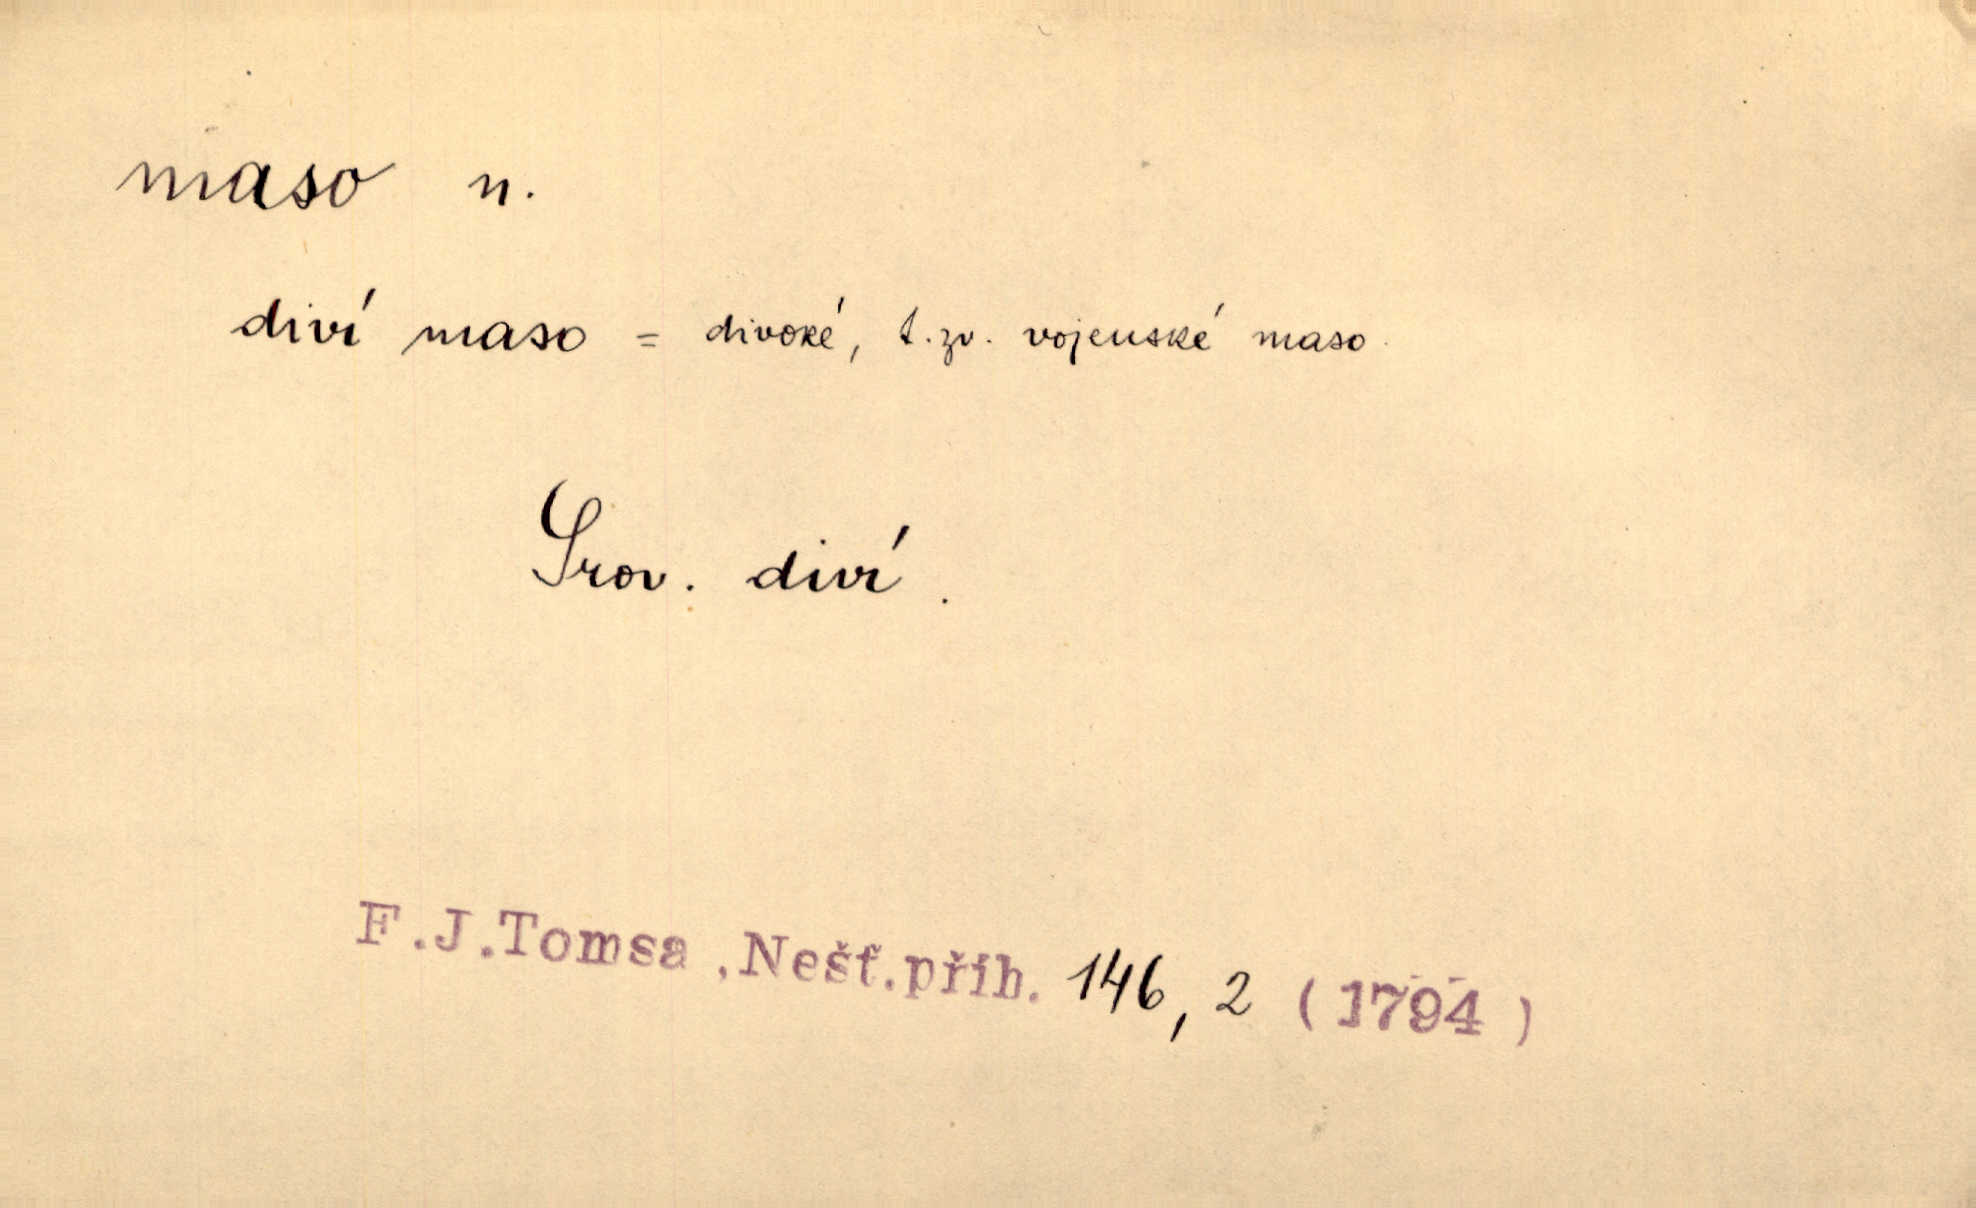 maso n.
diví maso = divoké, t.zv. vojenské maso.
Srov. diví.
F.J.Tomsa, Nešť.příh. 146, 2 (1794)